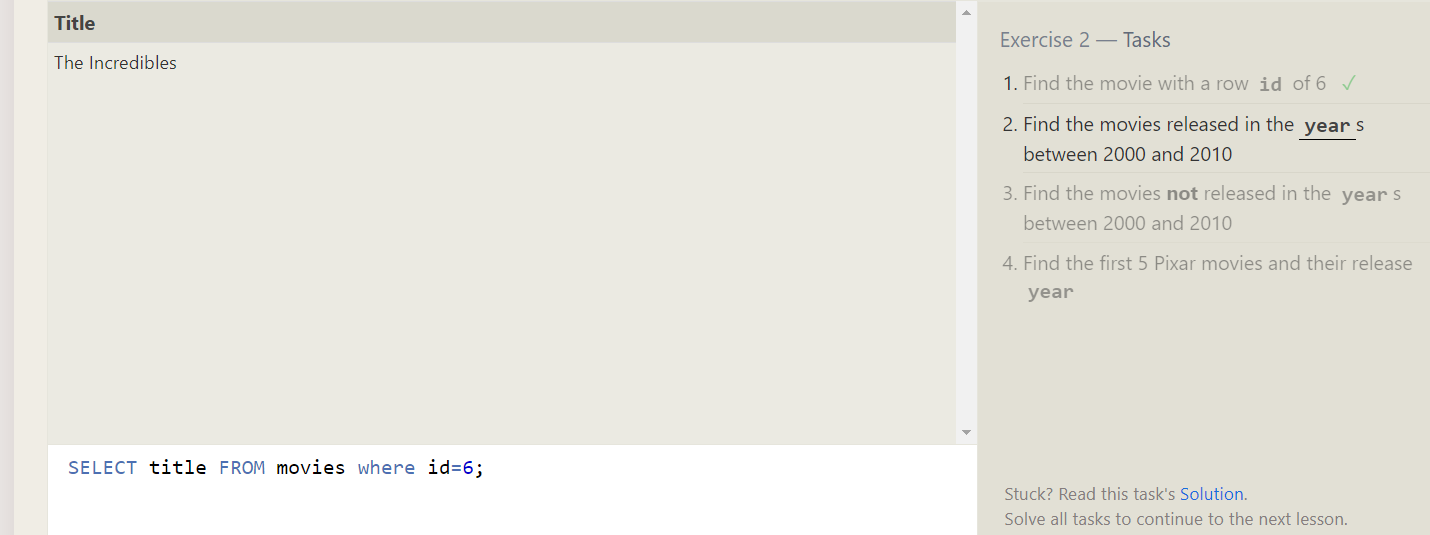 Title
The Incredibles
SELECT title FROM movies where id=6;
Exercise 2 — Tasks
1. Find the movie with a row id of 6 ✓
2. Find the movies released in the years
between 2000 and 2010
3. Find the movies not released in the years
between 2000 and 2010
4. Find the first 5 Pixar movies and their release
year
Stuck? Read this task's Solution.
Solve all tasks to continue to the next lesson.